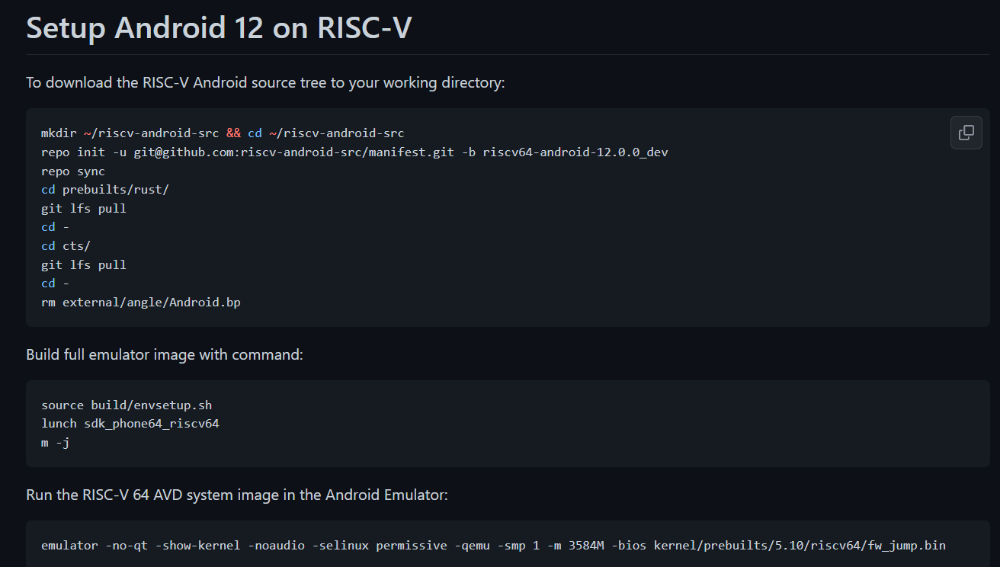 Setup Android 12 on RISC-V
To download the RISC-V Android source tree to your working directory:
mkdir ~/riscv-android-src && cd ~/riscv-android-src
repo init -u git@github.com:riscv-android-src/manifest.git -b riscv64-android-12.0.0_dev
repo sync
cd prebuilts/rust/
git lfs pull
cd -
cd cts/
git lfs pull
cd -
rm external/angle/Android.bp
Build full emulator image with command:
source build/envsetup.sh
lunch sdk_phone64_riscv64
m -j
Run the RISC-V 64 AVD system image in the Android Emulator:
emulator -no-qt -show-kernel -noaudio -selinux permissive -qemu -smp 1 -m 3584M -bios kernel/prebuilts/5.10/riscv64/fw_jump.bin